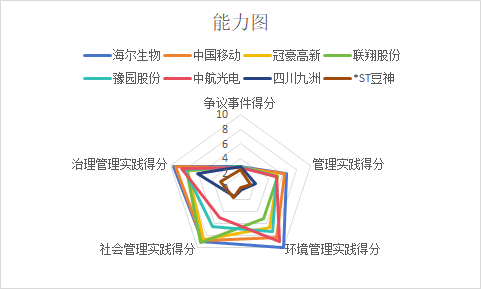 能力图
海尔生物 中国移动 冠豪高新 联翔股份
豫园股份 中航光电 四川九洲 *ST豆神
争议事件得分
10
8
6
4
2
治理管理实践得分 管理实践得分
社会管理实践得分 环境管理实践得分